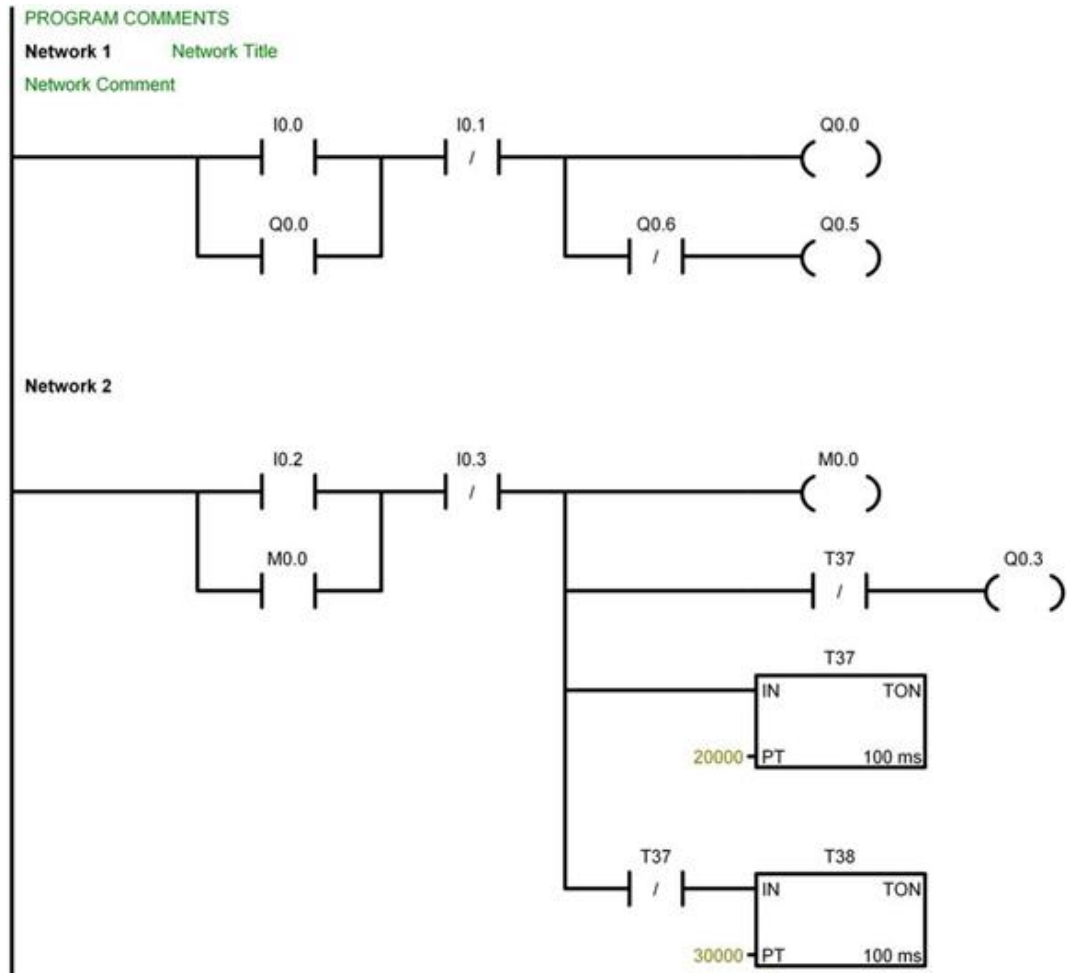 PROGRAM COMMENTS
Network 1 Network Title
Network Comment
I0.0 I0.1 Q0.0
/
Q0.0 Q0.6 Q0.5
/
Network 2
I0.2 I0.3 M0.0
/
M0.0 T37 Q0.3
/
T37
IN TON
20000 PT 100 ms
T37 T38
/ IN TON
30000 PT 100 ms